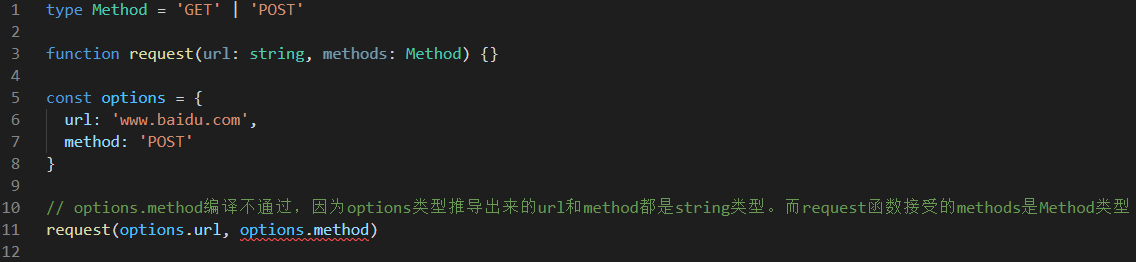 1 type Method = 'GET' | 'POST'
2
3 function request(url: string, methods: Method) {}
4
5 const options = {
6 url: 'www.baidu.com',
7 method: 'POST'
8 }
9
10 // options.method编译不通过，因为options类型推导出来的url和method都是string类型。而request函数接受的methods是Method类型
11 request(options.url, options.method)
12